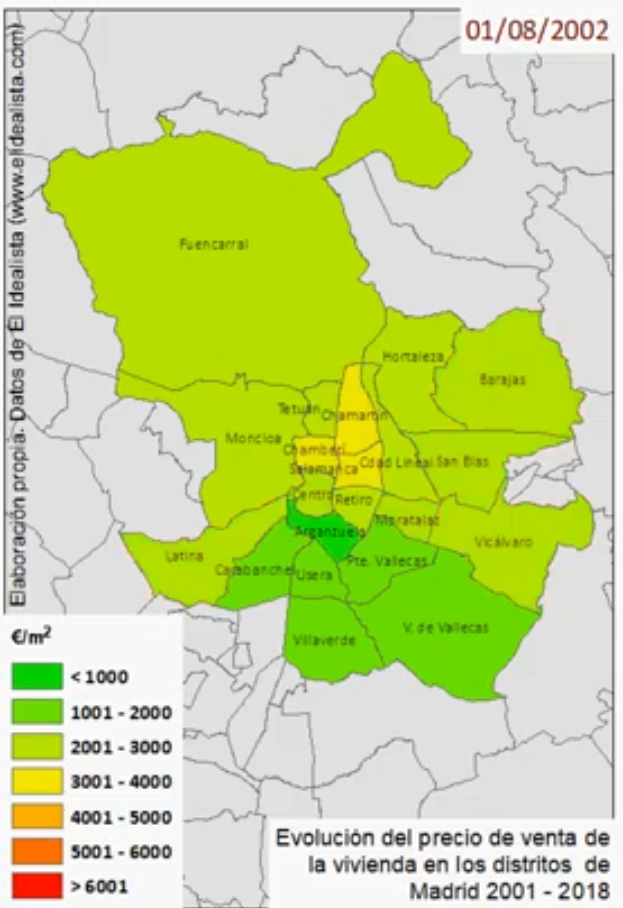 01/08/2002
Elaboración propia. Datos de El Idealista (www.elidealista.com)
Fuencarral
Hortaleza
Barajas
Tetuán
Chamartín
Moncloa
Chamberí
Salamanca
Cdad Lineal
San Blas
Centro
Retiro
Moratalaz
Arganzuela
Vicálvaro
Latina
Carabanchel
Pte. Vallecas
Usera
V. de Vallecas
Villaverde
€/m²
< 1000
1001 - 2000
2001 - 3000
3001 - 4000
4001 - 5000
5001 - 6000
> 6001
Evolución del precio de venta de
la vivienda en los distritos de
Madrid 2001 - 2018